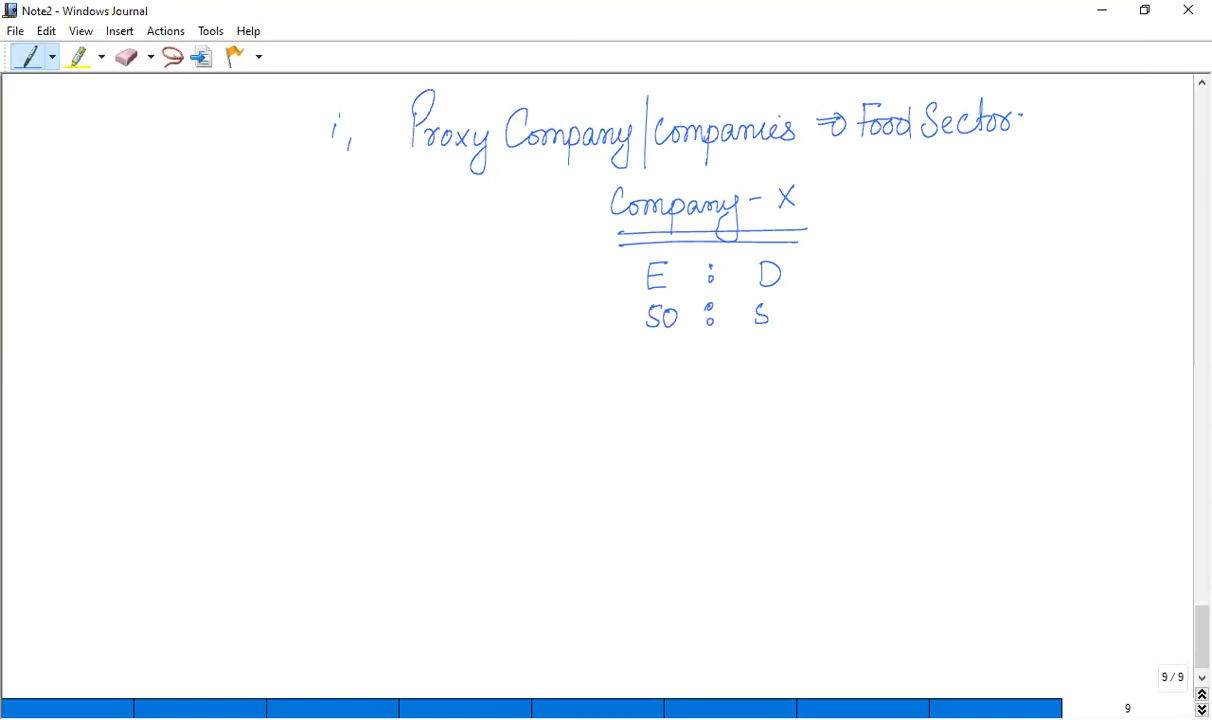 Note2 - Windows Journal
File Edit View Insert Actions Tools Help
i, Proxy Company/companies ⇒ Food Sector.
Company - X
E : D
50 : S
9 / 9
9